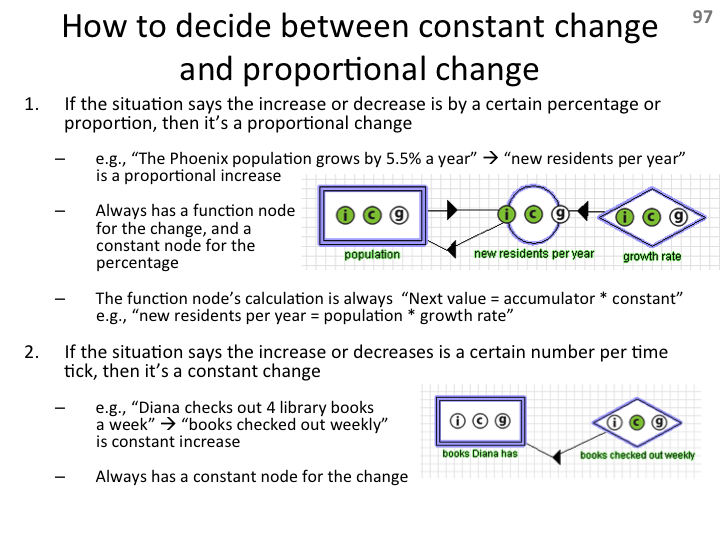 97
How to decide between constant change
and proportional change
1. If the situation says the increase or decrease is by a certain percentage or
proportion, then it's a proportional change
– e.g., “The Phoenix population grows by 5.5% a year” → “new residents per year”
is a proportional increase
– Always has a function node
for the change, and a
constant node for the
percentage
i c g
i c g
i c g
population
new residents per year
growth rate
– The function node's calculation is always “Next value = accumulator * constant”
e.g., “new residents per year = population * growth rate”
2. If the situation says the increase or decreases is a certain number per time
tick, then it's a constant change
– e.g., “Diana checks out 4 library books
a week” → “books checked out weekly”
is constant increase
– Always has a constant node for the change
i c g
i c g
books Diana has
books checked out weekly